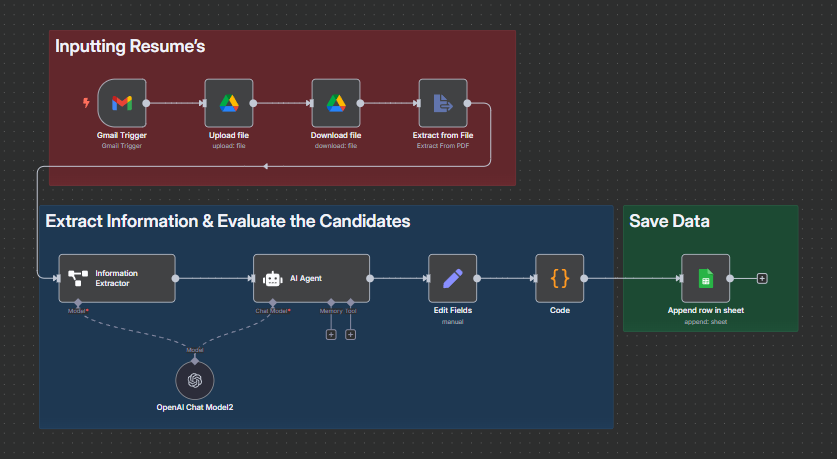 Inputting Resume's
Gmail Trigger
Gmail Trigger
Upload file
upload: file
Download file
download: file
Extract from File
Extract From PDF
Extract Information & Evaluate the Candidates
Information
Extractor
Model*
AI Agent
Chat Model*
Memory
Tool
Edit Fields
manual
Code
Model
OpenAI Chat Model2
Save Data
Append row in sheet
append: sheet